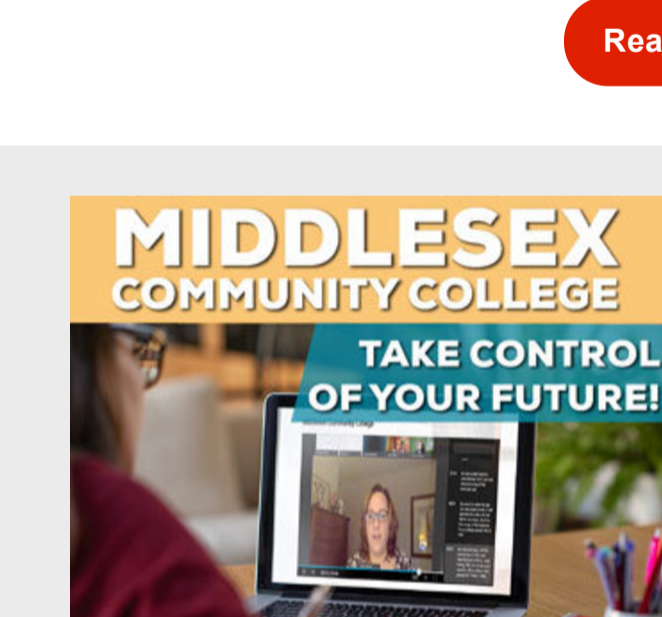 Rea
MIDDLESEX
COMMUNITY COLLEGE
TAKE CONTROL
OF YOUR FUTURE!